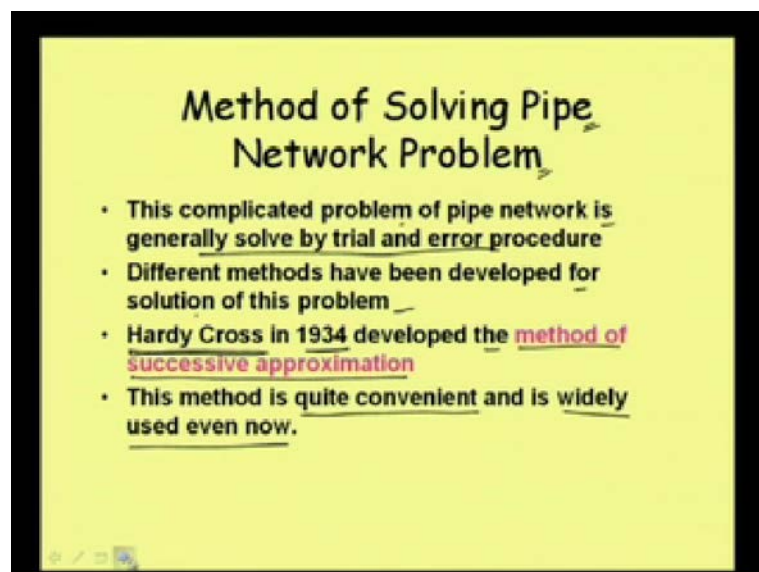 Method of Solving Pipe
Network Problem
• This complicated problem of pipe network is
generally solve by trial and error procedure
• Different methods have been developed for
solution of this problem
• Hardy Cross in 1934 developed the method of
successive approximation
• This method is quite convenient and is widely
used even now.